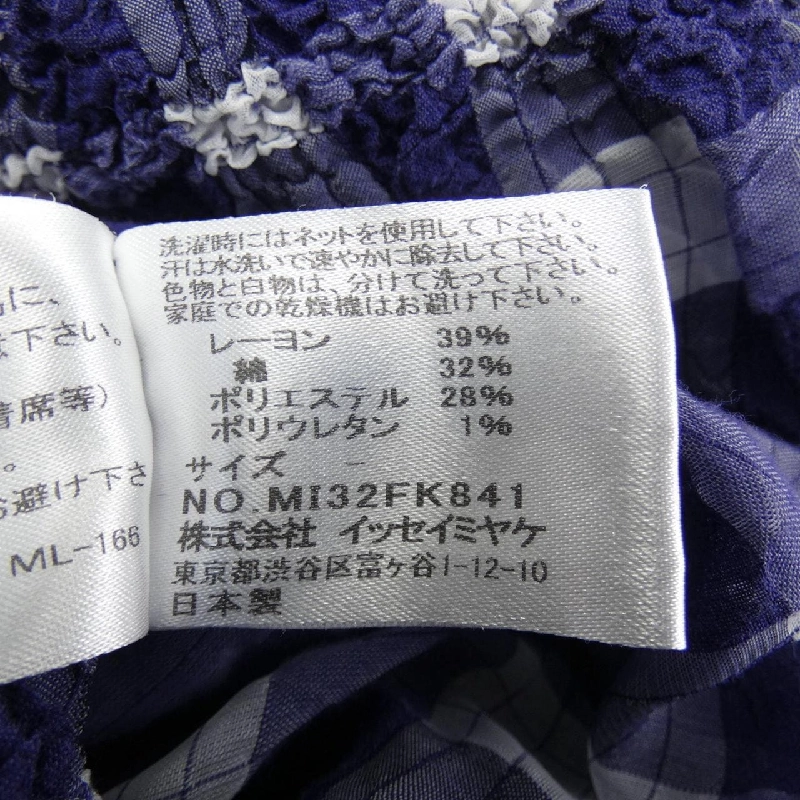 に、
下さい。
着席等）
。
お避け下さ
ML-166
洗濯時にはネットを使用して下さい。
汗は水洗いで速やかに除去して下さい。
色物と白物は、分けて洗って下さい。
家庭での乾燥機はお避け下さい。
レーヨン 39%
綿 32%
ポリエステル 28%
ポリウレタン 1%
サイズ -
NO.MI32FK841
株式会社 イッセイミヤケ
東京都渋谷区富ヶ谷1-12-10
日本製